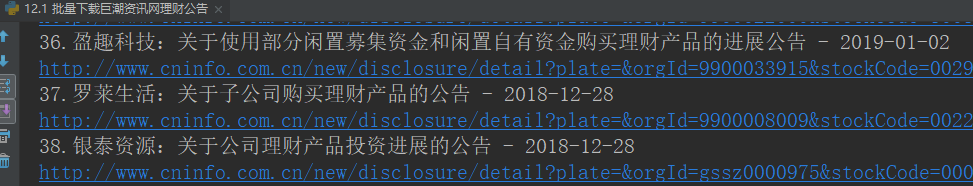 12.1 批量下载巨潮资讯网理财公告
36.盈趣科技：关于使用部分闲置募集资金和闲置自有资金购买理财产品的进展公告 - 2019-01-02
http://www.cninfo.com.cn/new/disclosure/detail?plate=&orgId=9900033915&stockCode=0029
37.罗莱生活：关于子公司购买理财产品的公告 - 2018-12-28
http://www.cninfo.com.cn/new/disclosure/detail?plate=&orgId=9900008009&stockCode=0022
38.银泰资源：关于公司理财产品投资进展的公告 - 2018-12-28
http://www.cninfo.com.cn/new/disclosure/detail?plate=&orgId=gssz0000975&stockCode=000